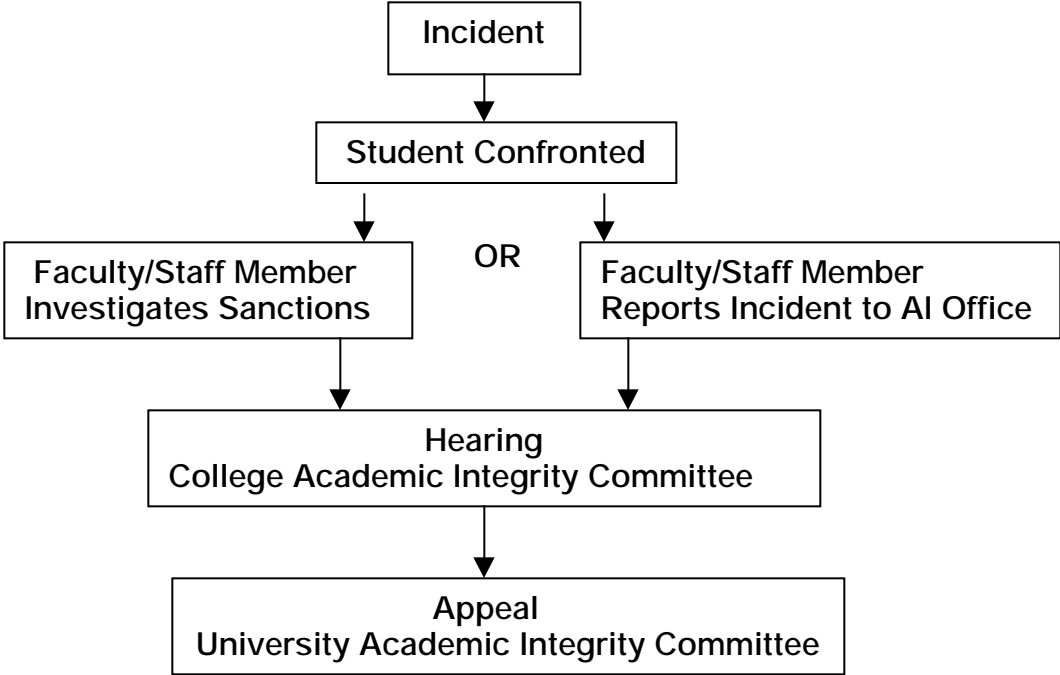 Incident
Student Confronted
Faculty/Staff Member
Investigates Sanctions
OR
Faculty/Staff Member
Reports Incident to AI Office
Hearing
College Academic Integrity Committee
Appeal
University Academic Integrity Committee